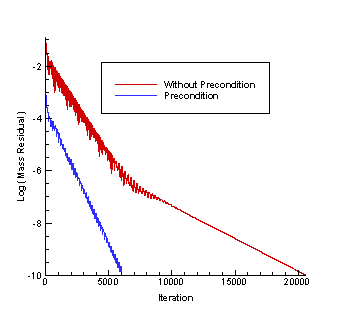 -2
-4
-6
-8
-10
Log ( Mass Residual )
Without Precondition
Precondition
0
5000
10000
15000
20000
Iteration